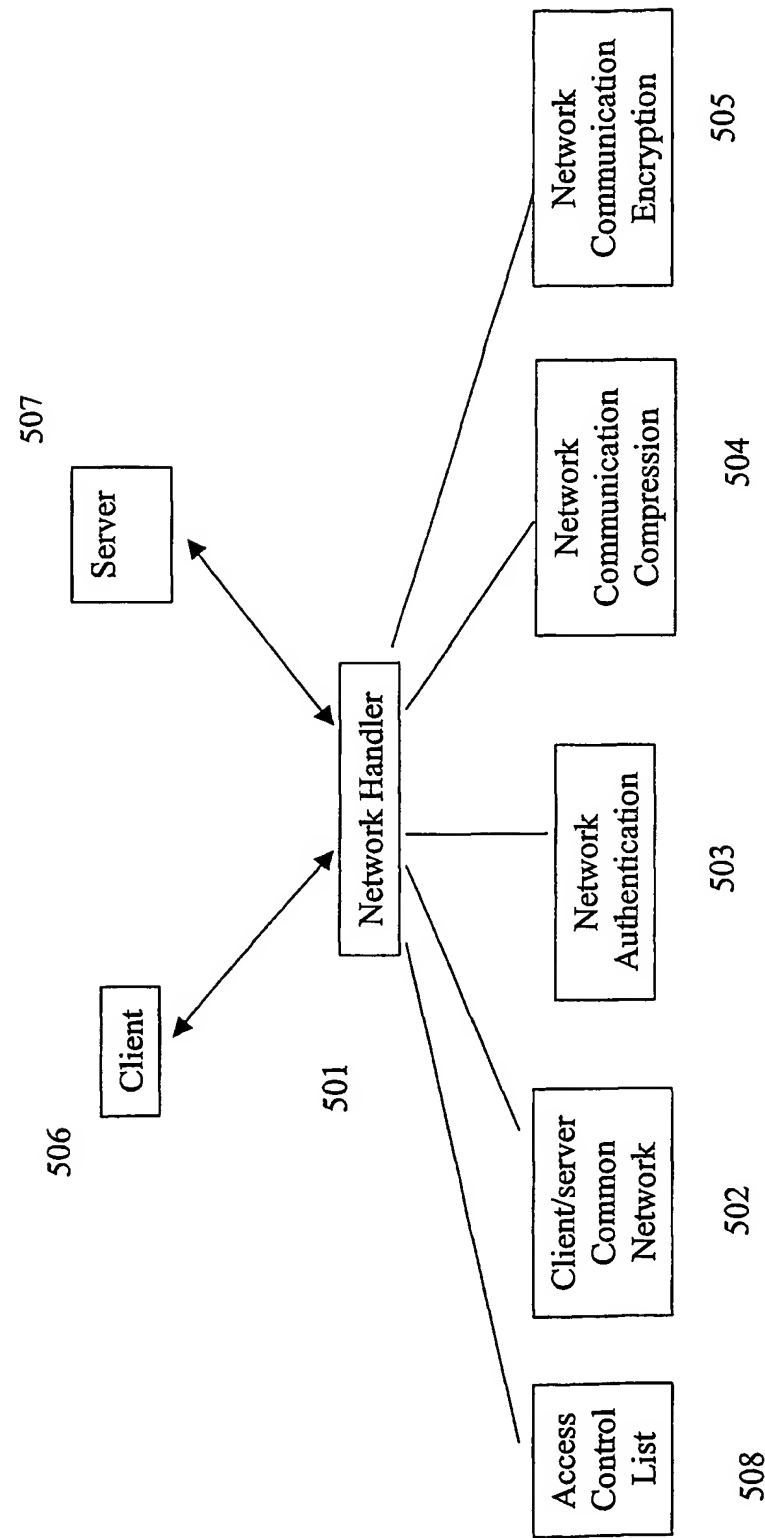 507
506
Server
Client
Network Handler
501
Access
Control
List
Client/server
Common
Network
Network
Authentication
Network
Communication
Compression
Network
Communication
Encryption
508
502
503
504
505